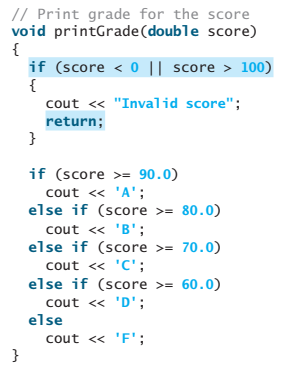 // Print grade for the score
void printGrade(double score)
{
  if (score < 0 || score > 100)
  {
    cout << "Invalid score";
    return;
  }

  if (score >= 90.0)
    cout << 'A';
  else if (score >= 80.0)
    cout << 'B';
  else if (score >= 70.0)
    cout << 'C';
  else if (score >= 60.0)
    cout << 'D';
  else
    cout << 'F';
}